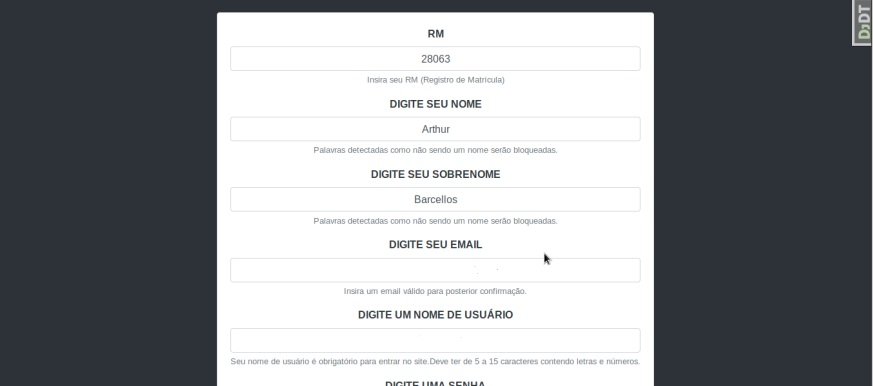 DjDT
RM
28063
Insira seu RM (Registro de Matricula)
DIGITE SEU NOME
Arthur
Palavras detectadas como não sendo um nome serão bloqueadas.
DIGITE SEU SOBRENOME
Barcellos
Palavras detectadas como não sendo um nome serão bloqueadas.
DIGITE SEU EMAIL
Insira um email válido para posterior confirmação.
DIGITE UM NOME DE USUÁRIO
Seu nome de usuário é obrigatório para entrar no site.Deve ter de 5 a 15 caracteres contendo letras e números.
DIGITE UMA SENHA